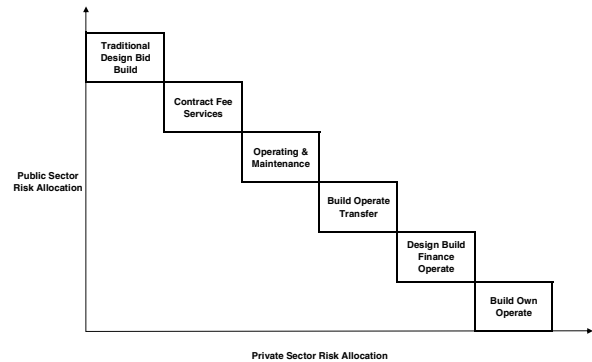 Traditional
Design Bid
Build
Contract Fee
Services
Operating &
Maintenance
Public Sector
Risk Allocation
Build Operate
Transfer
Design Build
Finance
Operate
Build Own
Operate
Private Sector Risk Allocation